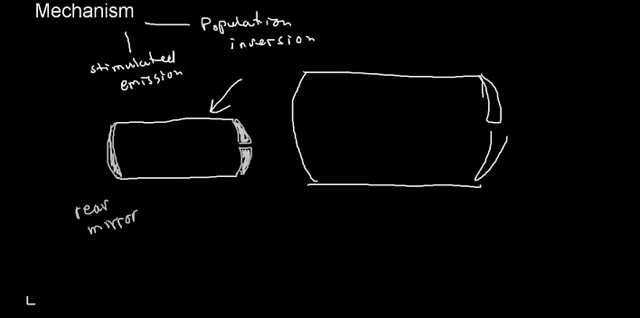 Mechanism
Population
inversion
stimulated
emission
rear
mirror
L